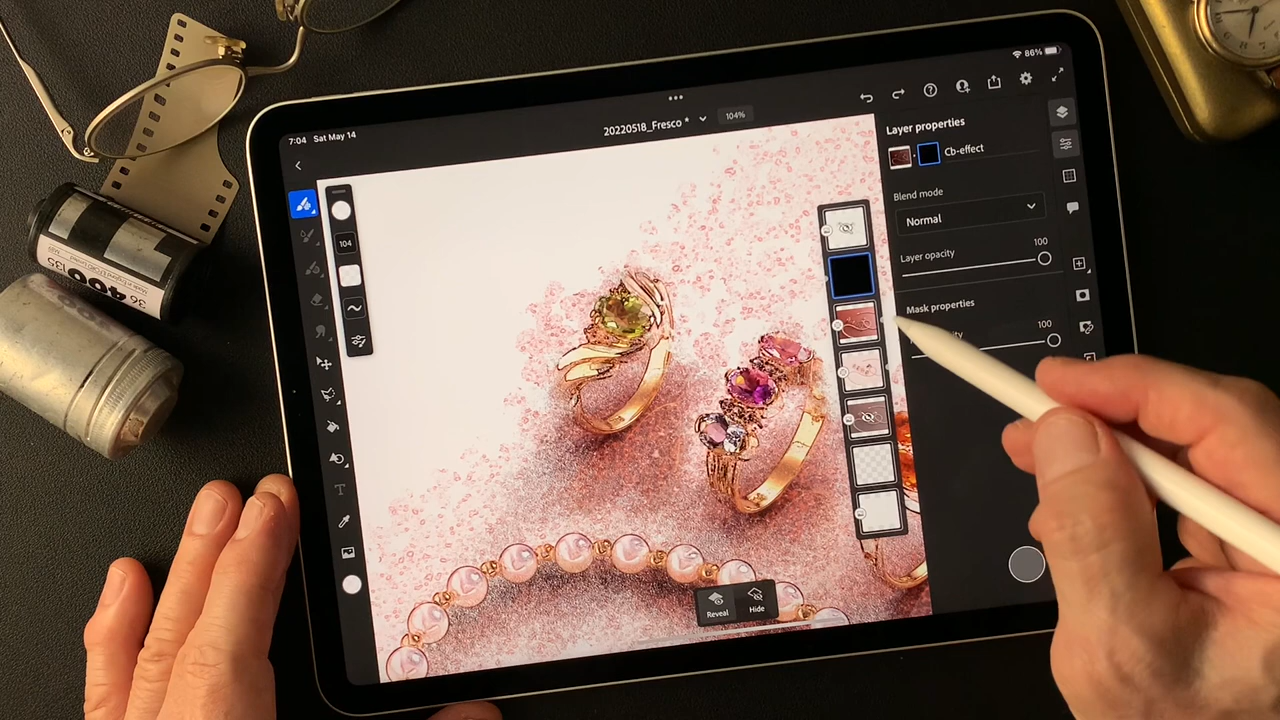 7:04 Sat May 14
86%
20220518_Fresco *
104%
Layer properties
Cb-effect
Blend mode
Normal
Layer opacity
100
Mask properties
100
104
T
Reveal
Hide
400
36
135